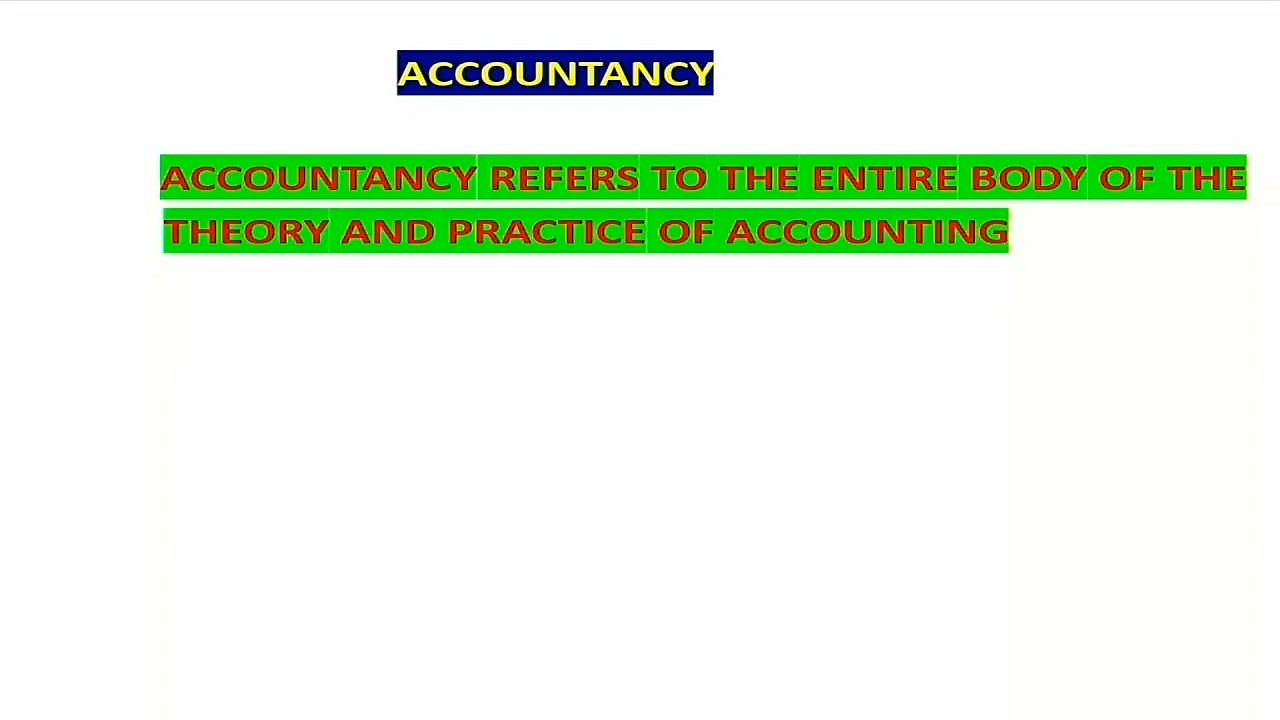 ACCOUNTANCY
ACCOUNTANCY REFERS TO THE ENTIRE BODY OF THE
THEORY AND PRACTICE OF ACCOUNTING